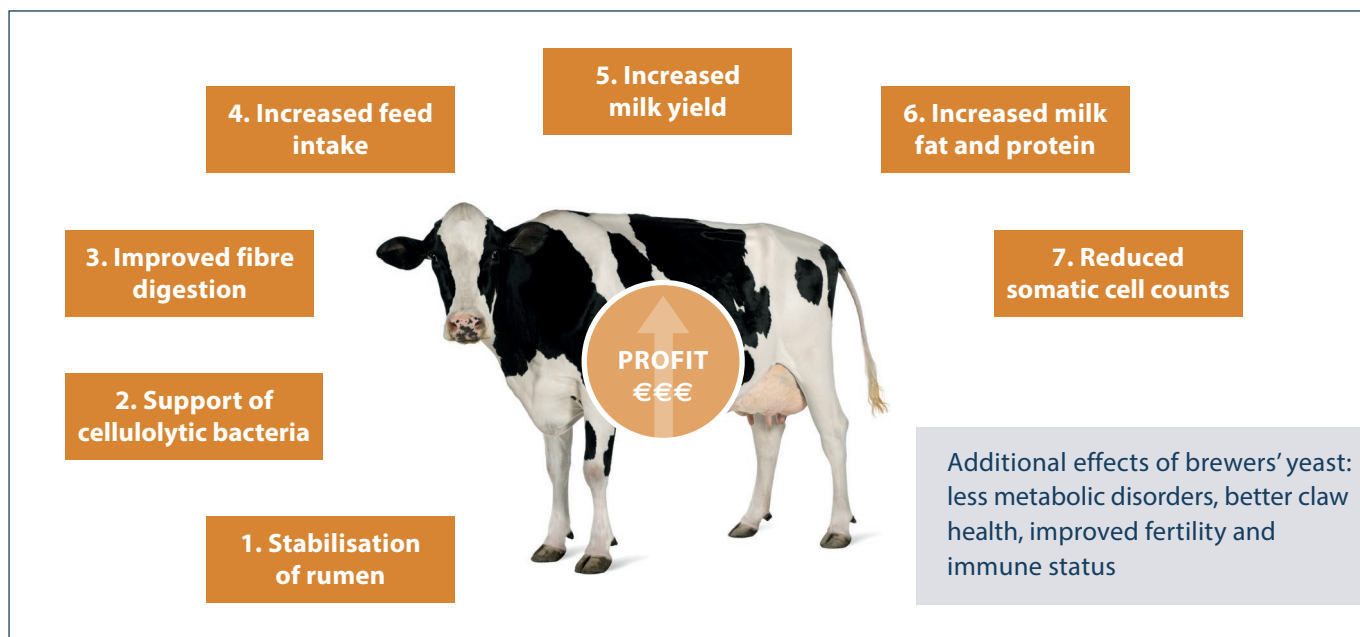 5. Increased
milk yield
4. Increased feed
intake
6. Increased milk
fat and protein
3. Improved fibre
digestion
7. Reduced
somatic cell counts
PROFIT
€€€
2. Support of
cellulolytic bacteria
Additional effects of brewers’ yeast:
less metabolic disorders, better claw
health, improved fertility and
immune status
1. Stabilisation
of rumen